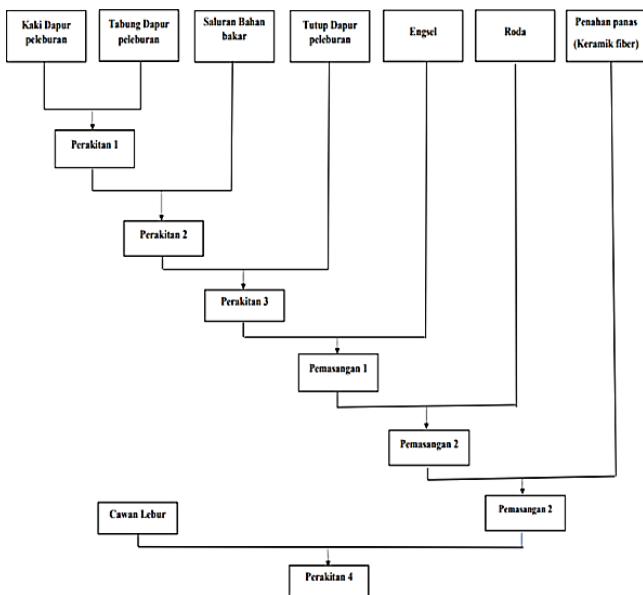 Kaki Dapur
peleburan
Tabung Dapur
peleburan
Saluran Bahan
bakar
Tutup Dapur
peleburan
Engsel
Roda
Penahan panas
(Keramik fiber)
Perakitan 1
Perakitan 2
Perakitan 3
Pemasangan 1
Pemasangan 2
Pemasangan 2
Cawan Lebur
Perakitan 4